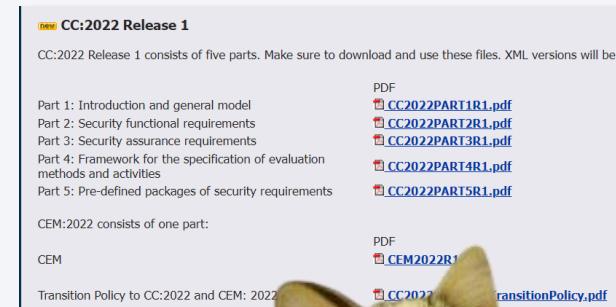 new CC:2022 Release 1
CC:2022 Release 1 consists of five parts. Make sure to download and use these files. XML versions will be
PDF
Part 1: Introduction and general model CC2022PART1R1.pdf
Part 2: Security functional requirements CC2022PART2R1.pdf
Part 3: Security assurance requirements CC2022PART3R1.pdf
Part 4: Framework for the specification of evaluation
methods and activities CC2022PART4R1.pdf
Part 5: Pre-defined packages of security requirements CC2022PART5R1.pdf
CEM:2022 consists of one part:
PDF
CEM CEM2022R1
Transition Policy to CC:2022 and CEM: 2022 CC2022 ransitionPolicy.pdf